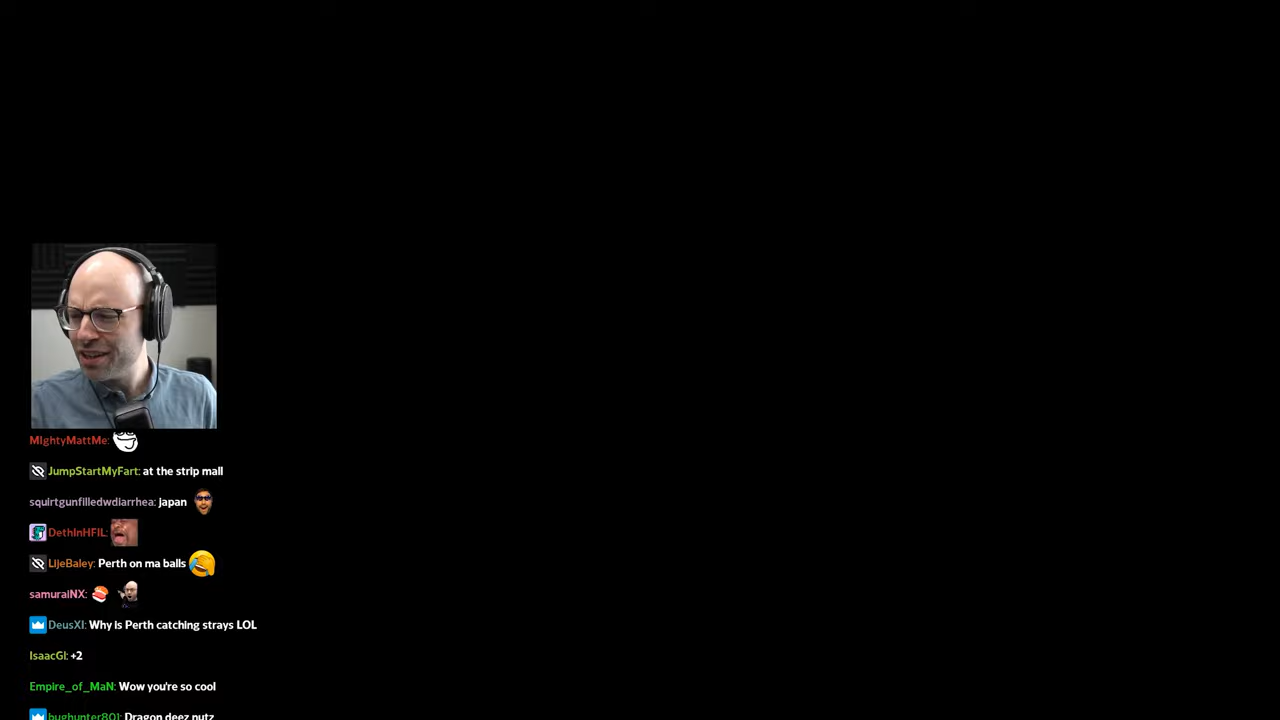 MIghtyMattMe:
JumpStartMyFart: at the strip mall
squirtgunfilledwdiarrhea: japan
DethInHFIL:
LijeBaley: Perth on ma balls
samuraiNX:
DeusXI: Why is Perth catching strays LOL
IsaacGI: +2
Empire_of_MaN: Wow you're so cool
bughunter801: Dragon deez nutz